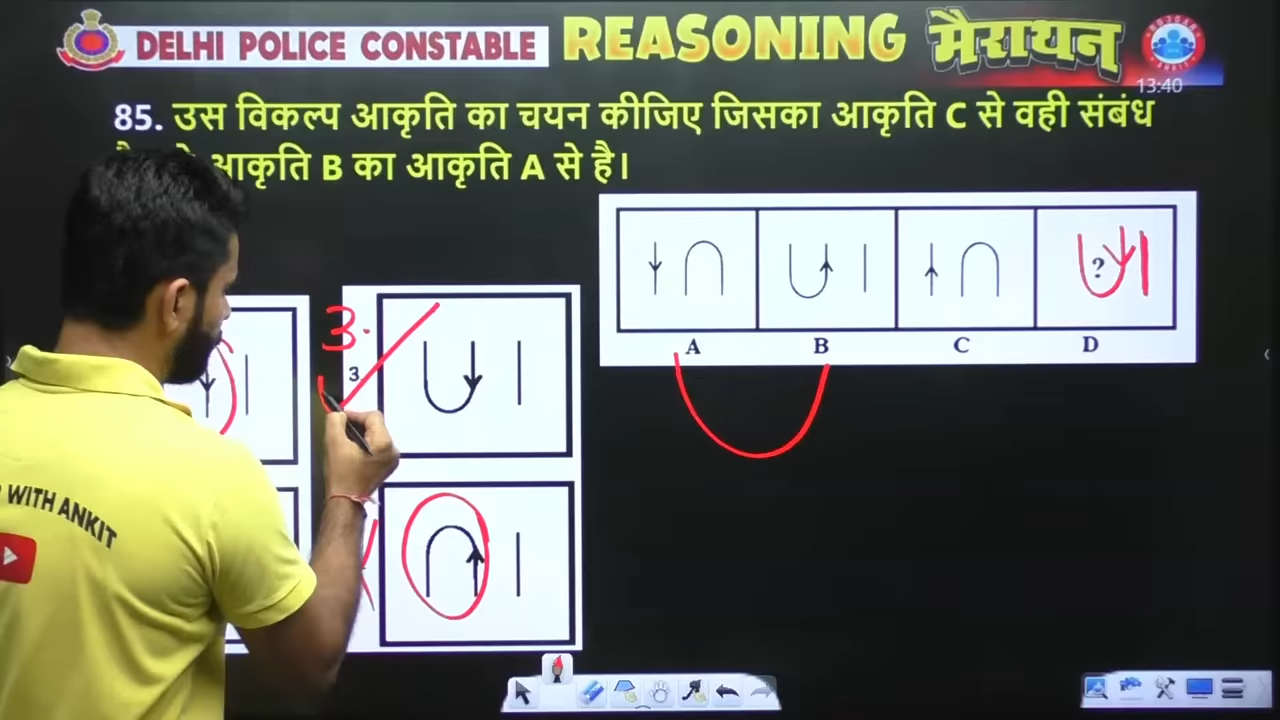 DELHI POLICE CONSTABLE REASONING मैराथन
13:40
85. उस विकल्प आकृति का चयन कीजिए जिसका आकृति C से वही संबंध
आकृति B का आकृति A से है।
?
A B C D
3.
3
WITH ANKIT